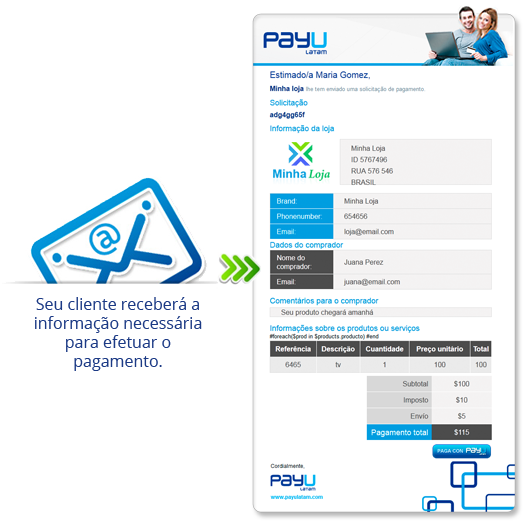 Seu cliente receberá a
informação necessária
para efetuar o
pagamento.
PayU
LATAM
Estimado/a Maria Gomez,
Minha loja lhe tem enviado uma solicitação de pagamento.
Solicitação
adg4gg65f
Informação da loja
Minha Loja
Minha Loja
ID 5767496
RUA 576 546
BRASIL
Brand: Minha Loja
Phonenumber: 654656
Email: loja@email.com
Dados do comprador
Nome do
comprador: Juana Perez
Email: juana@email.com
Comentários para o comprador
Seu produto chegará amanhá
Informações sobre os produtos ou serviços
#foreach($prod in $products producto) #end
Referência Descrição Cuantidade Preço unitário Total
6465 tv 1 100 100
Subtotal $100
Imposto $10
Envio $5
Pagamento total $115
PAGA CON PayU
Cordialmente,
PayU
LATAM
www.payulatam.com